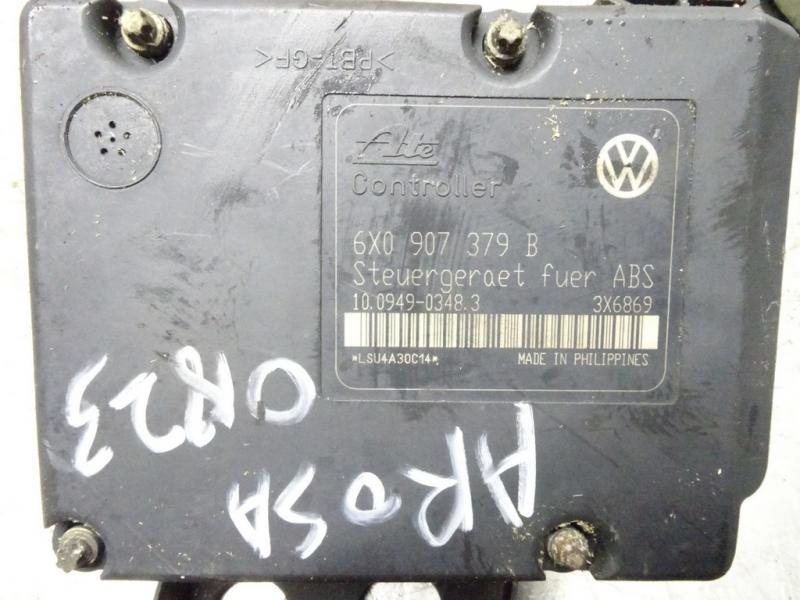 >PBT-GF<
Ate
Controller
6X0 907 379 B
Steuergeraet fuer ABS
10.0949-0348.3 3X6869
*LSU4A30C14* MADE IN PHILIPPINES
AROSA